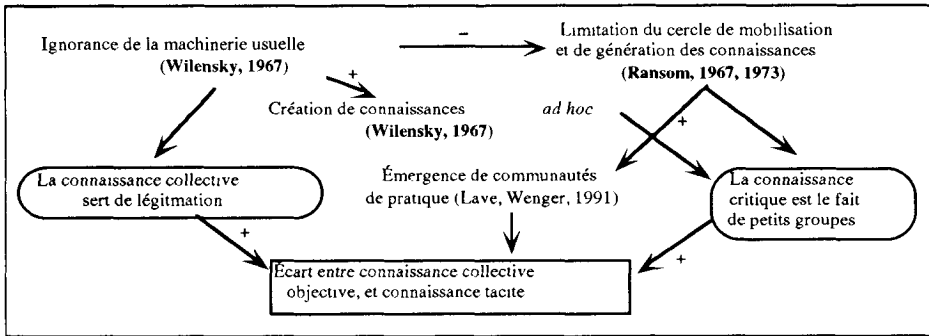 Ignorance de la machinerie usuelle
(Wilensky, 1967)
–
Limitation du cercle de mobilisation
et de génération des connaissances
(Ransom, 1967, 1973)
+
Création de connaissances ad hoc
(Wilensky, 1967)
+
La connaissance collective
sert de légitmation
Émergence de communautés
de pratique (Lave, Wenger, 1991)
La connaissance
critique est le fait
de petits groupes
+
+
Écart entre connaissance collective
objective, et connaissance tacite